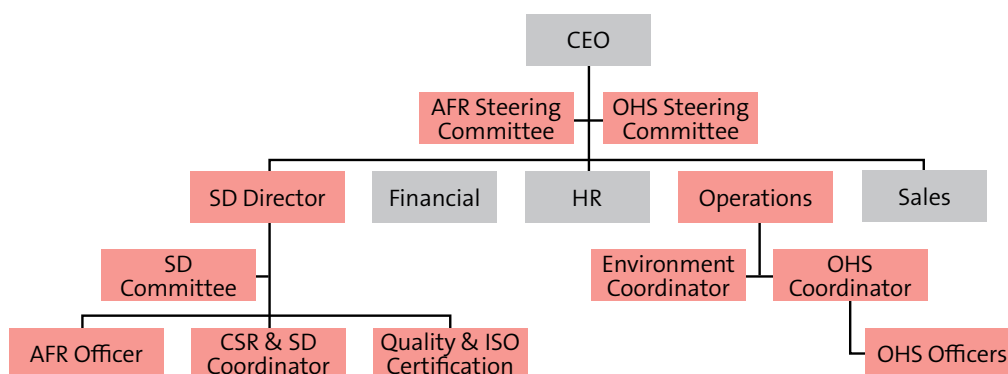 CEO
AFR Steering
Committee
OHS Steering
Committee
SD Director
Financial
HR
Operations
Sales
SD
Committee
Environment
Coordinator
OHS
Coordinator
AFR Officer
CSR & SD
Coordinator
Quality & ISO
Certification
OHS Officers